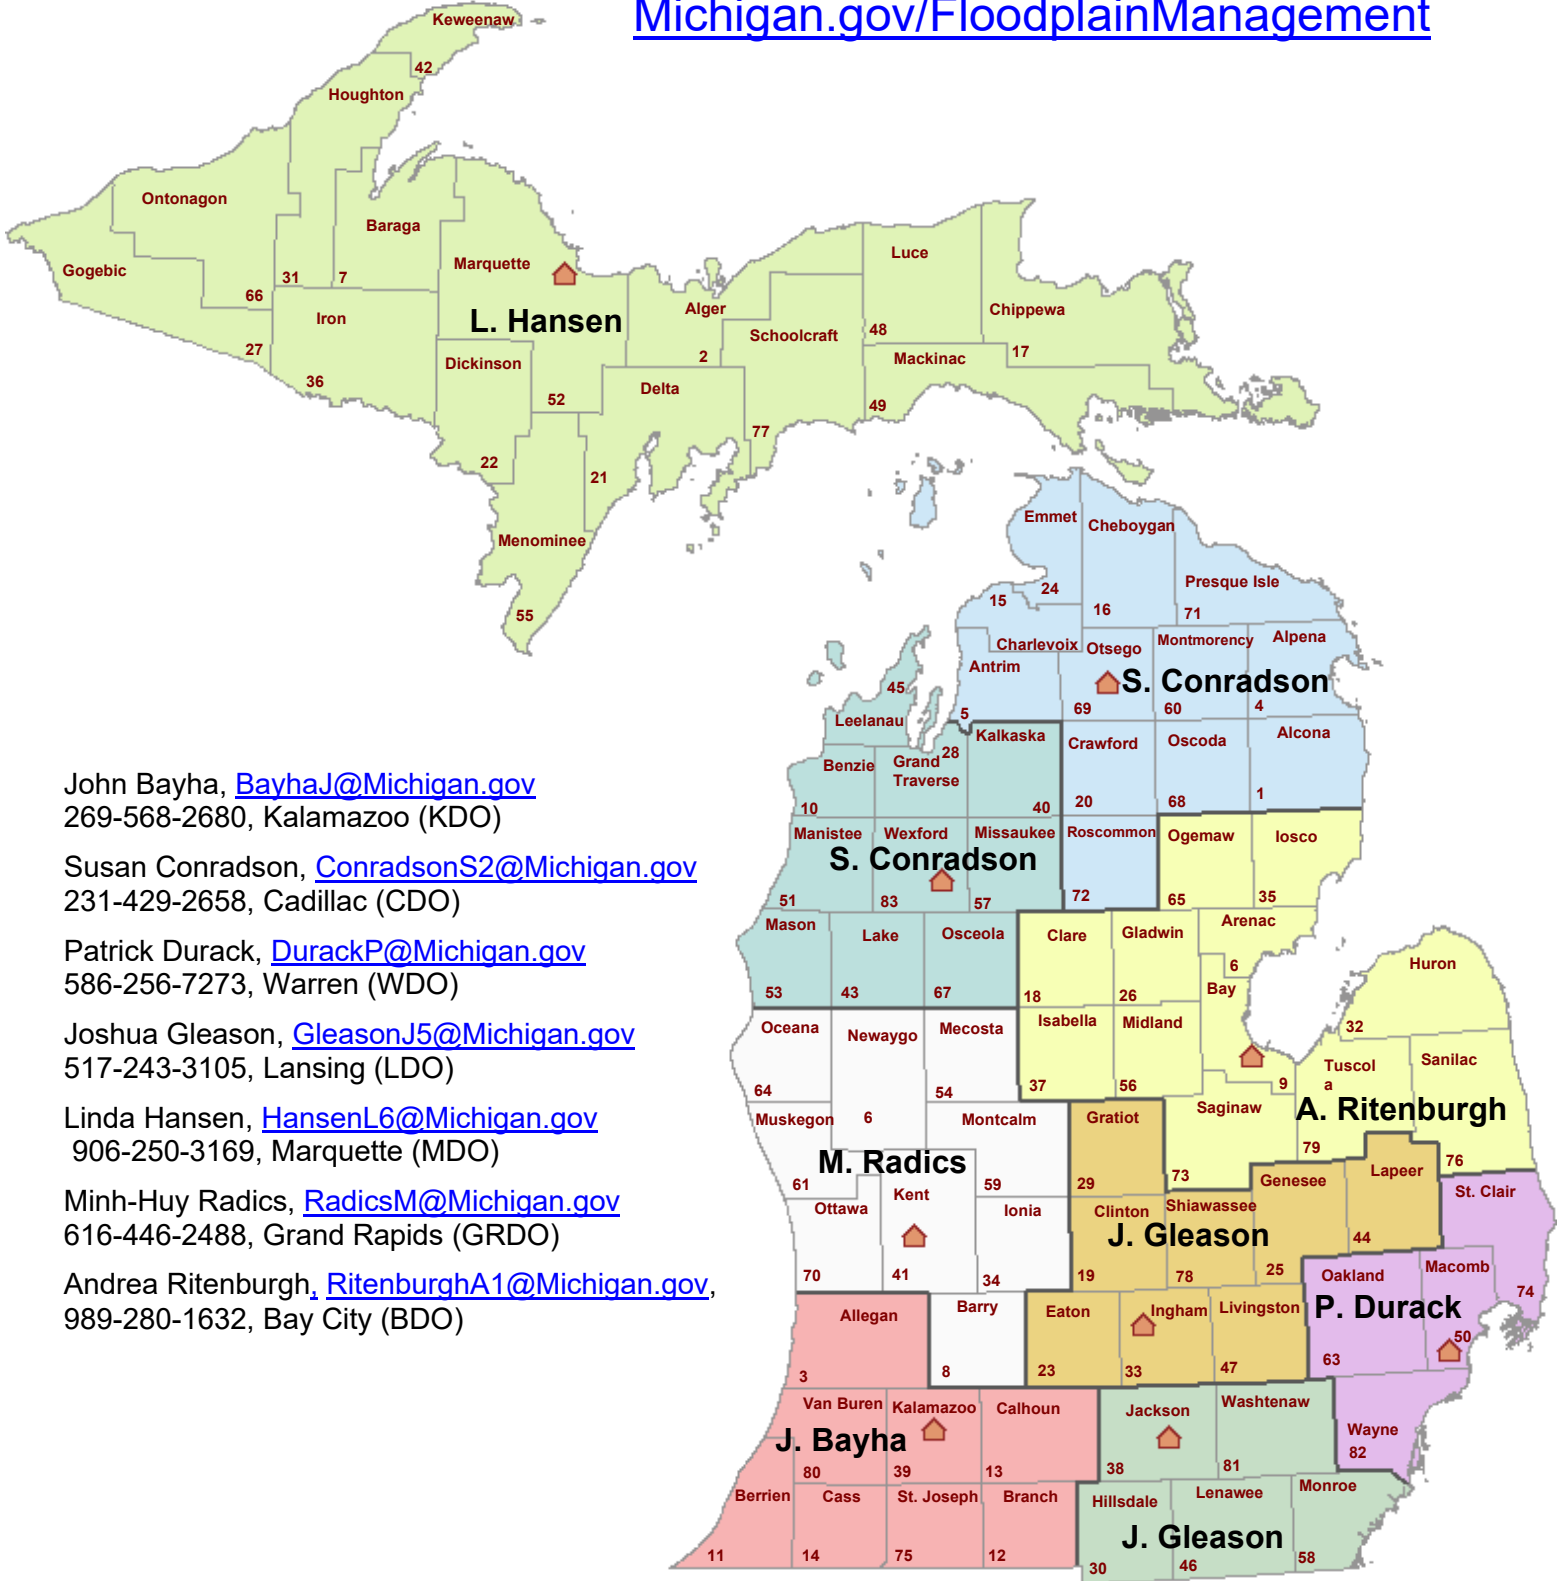 Michigan.gov/FloodplainManagement
Keweenaw
42
Houghton
Ontonagon
Baraga
Gogebic
Marquette
Luce
31
7
66
Iron
L. Hansen
Alger
Chippewa
Schoolcraft
48
27
Dickinson
2
Mackinac
17
36
52
Delta
49
77
22
21
Menominee
55
Emmet
Cheboygan
Presque Isle
15
24
16
71
Charlevoix
Otsego
Montmorency
Alpena
Antrim
S. Conradson
45
5
69
60
4
Leelanau
Kalkaska
Crawford
Oscoda
Alcona
28
Benzie
Grand
Traverse
10
40
20
68
1
Manistee
Wexford
Missaukee
Roscommon
Ogemaw
Iosco
S. Conradson
51
83
57
72
65
35
Mason
Lake
Osceola
Clare
Gladwin
Arenac
6
53
43
67
18
26
Bay
Huron
32
Oceana
Newaygo
Mecosta
Isabella
Midland
Tuscol
a
Sanilac
64
54
37
56
9
Muskegon
6
Montcalm
Gratiot
Saginaw
A. Ritenburgh
79
76
M. Radics
61
59
29
73
Genesee
Lapeer
St. Clair
Kent
Ottawa
Ionia
Clinton
Shiawassee
J. Gleason
44
70
41
34
19
78
25
Oakland
Macomb
74
Allegan
Barry
Eaton
Ingham
Livingston
P. Durack
50
3
8
23
33
47
63
Van Buren
Kalamazoo
Calhoun
Jackson
Washtenaw
Wayne
82
J. Bayha
80
39
13
38
81
Berrien
Cass
St. Joseph
Branch
Hillsdale
Lenawee
Monroe
J. Gleason
11
14
75
12
30
46
58
John Bayha, BayhaJ@Michigan.gov
269-568-2680, Kalamazoo (KDO)
Susan Conradson, ConradsonS2@Michigan.gov
231-429-2658, Cadillac (CDO)
Patrick Durack, DurackP@Michigan.gov
586-256-7273, Warren (WDO)
Joshua Gleason, GleasonJ5@Michigan.gov
517-243-3105, Lansing (LDO)
Linda Hansen, HansenL6@Michigan.gov
906-250-3169, Marquette (MDO)
Minh-Huy Radics, RadicsM@Michigan.gov
616-446-2488, Grand Rapids (GRDO)
Andrea Ritenburgh, RitenburghA1@Michigan.gov,
989-280-1632, Bay City (BDO)